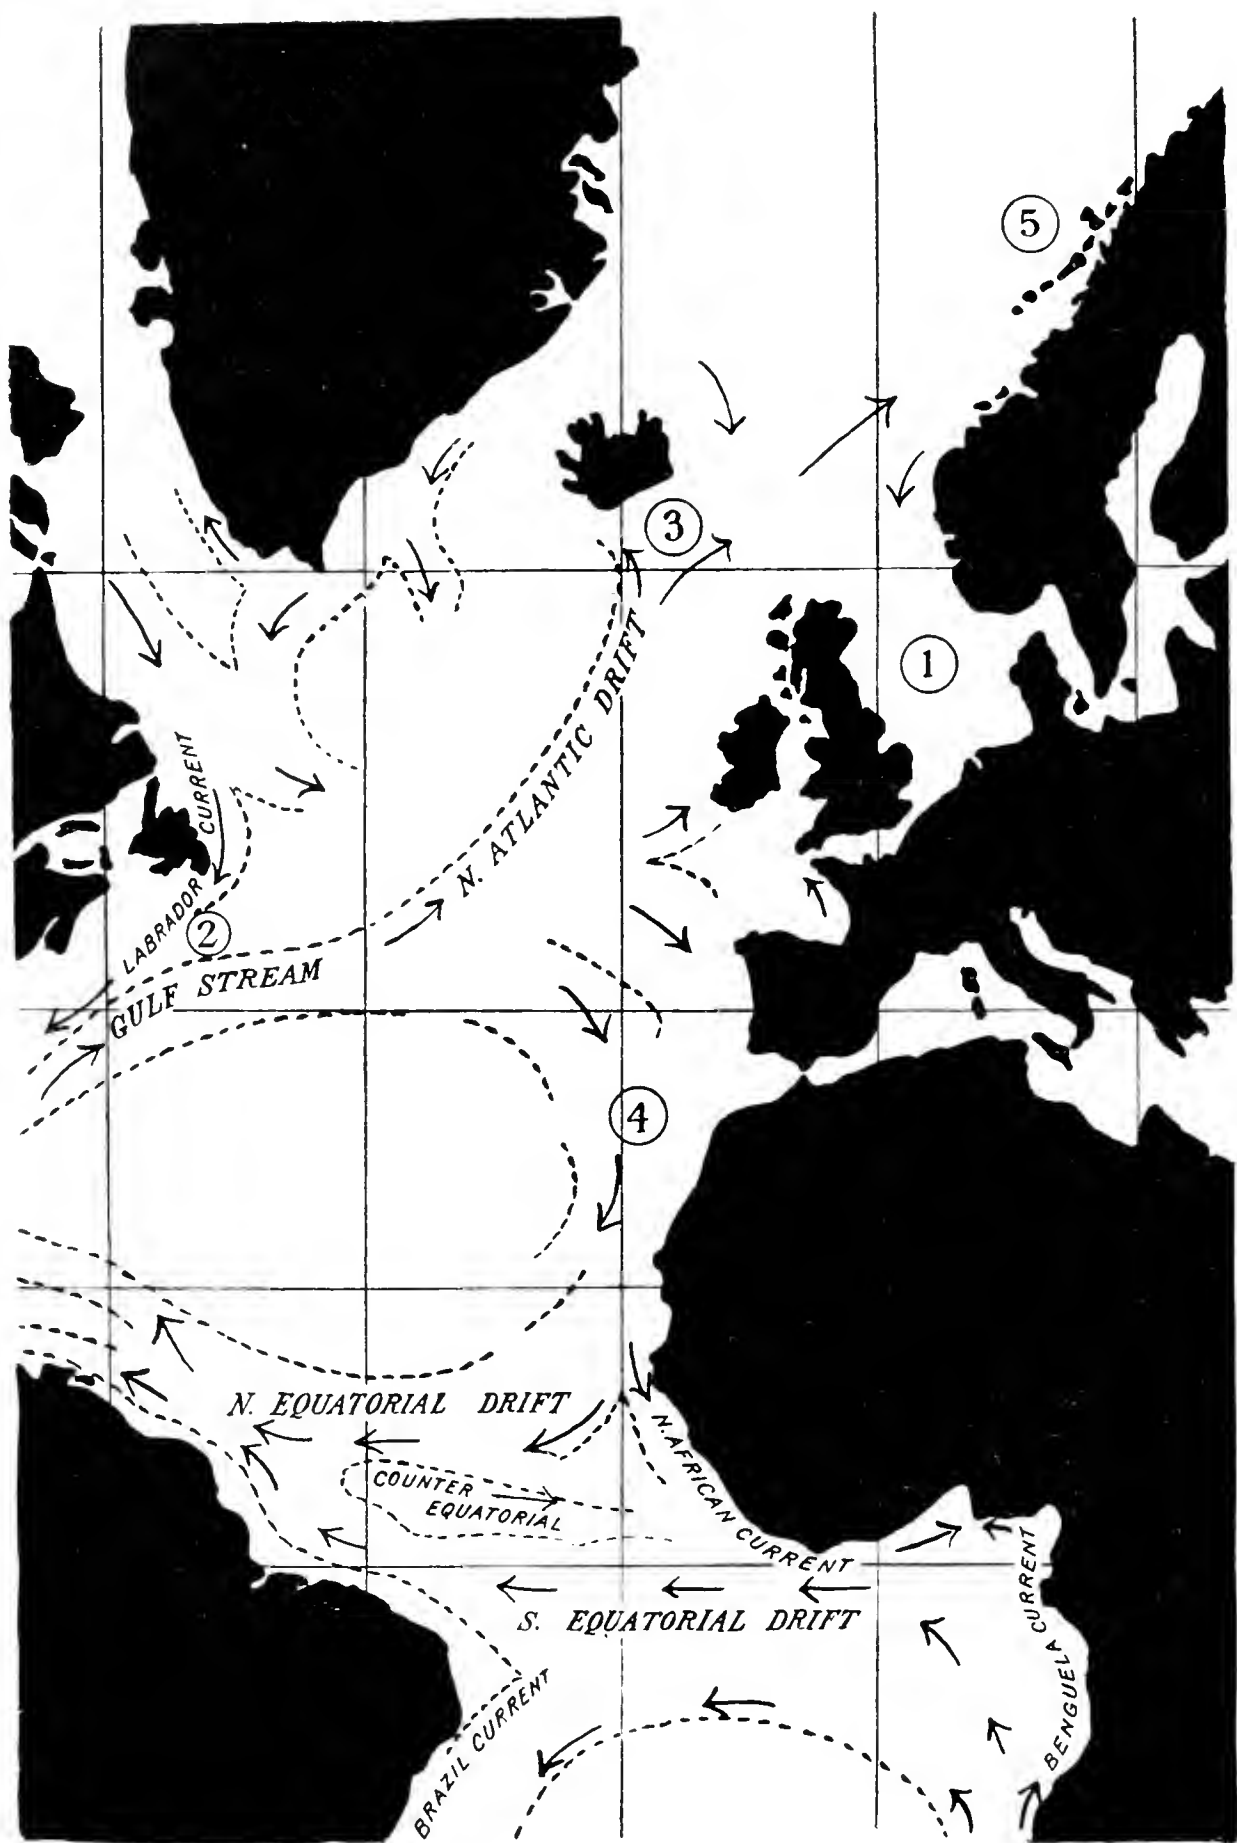 5
3
1
N. ATLANTIC DRIFT
LABRADOR CURRENT
2
GULF STREAM
4
N. EQUATORIAL DRIFT
COUNTER
EQUATORIAL
N. AFRICAN CURRENT
S. EQUATORIAL DRIFT
BENGUELA CURRENT
BRAZIL CURRENT